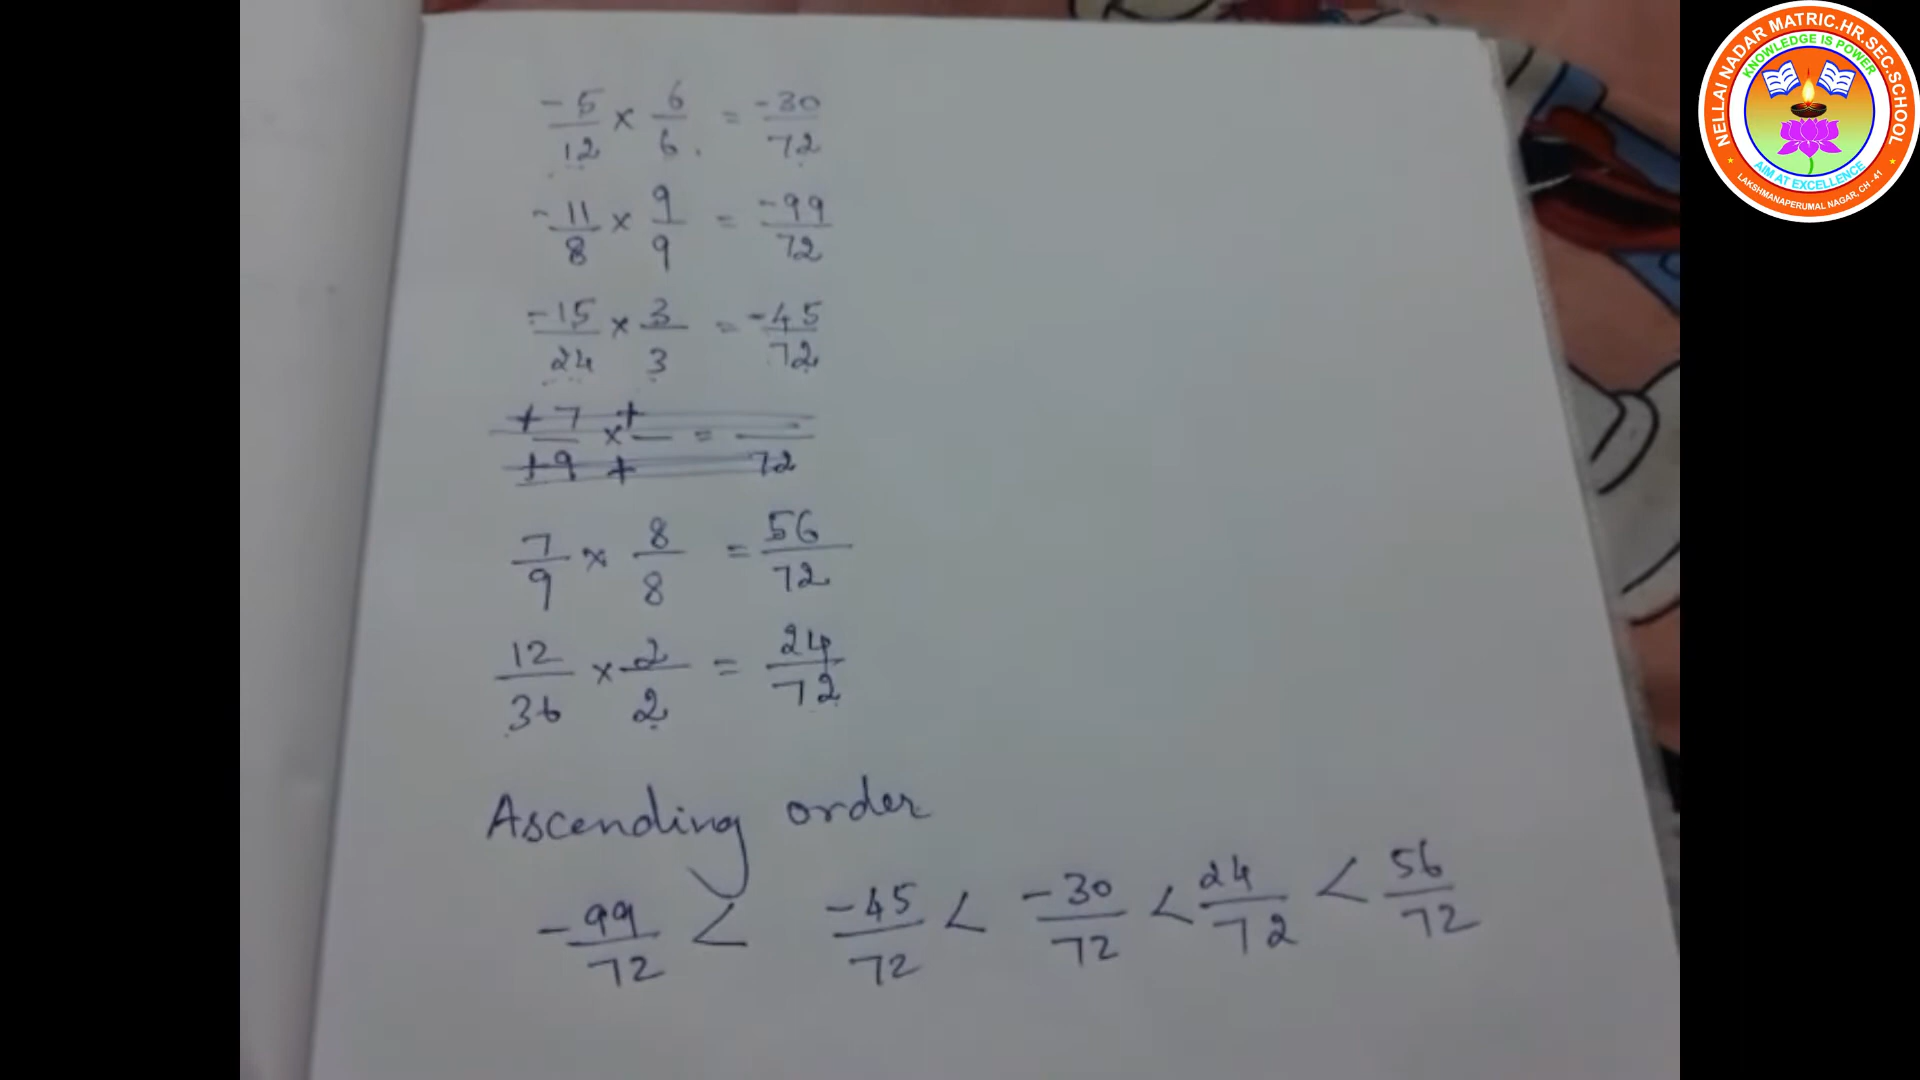 -5/12 × 6/6 = -30/72
-11/8 × 9/9 = -99/72
-15/24 × 3/3 = -45/72
+7/+9 × +/+ = /72
7/9 × 8/8 = 56/72
12/36 × 2/2 = 24/72
Ascending order
-99/72 < -45/72 < -30/72 < 24/72 < 56/72
NELLAI NADAR MATRIC.HR.SEC.SCHOOL
KNOWLEDGE IS POWER
AIM AT EXCELLENCE
LAKSHMANAPERUMAL NAGAR, CH - 41